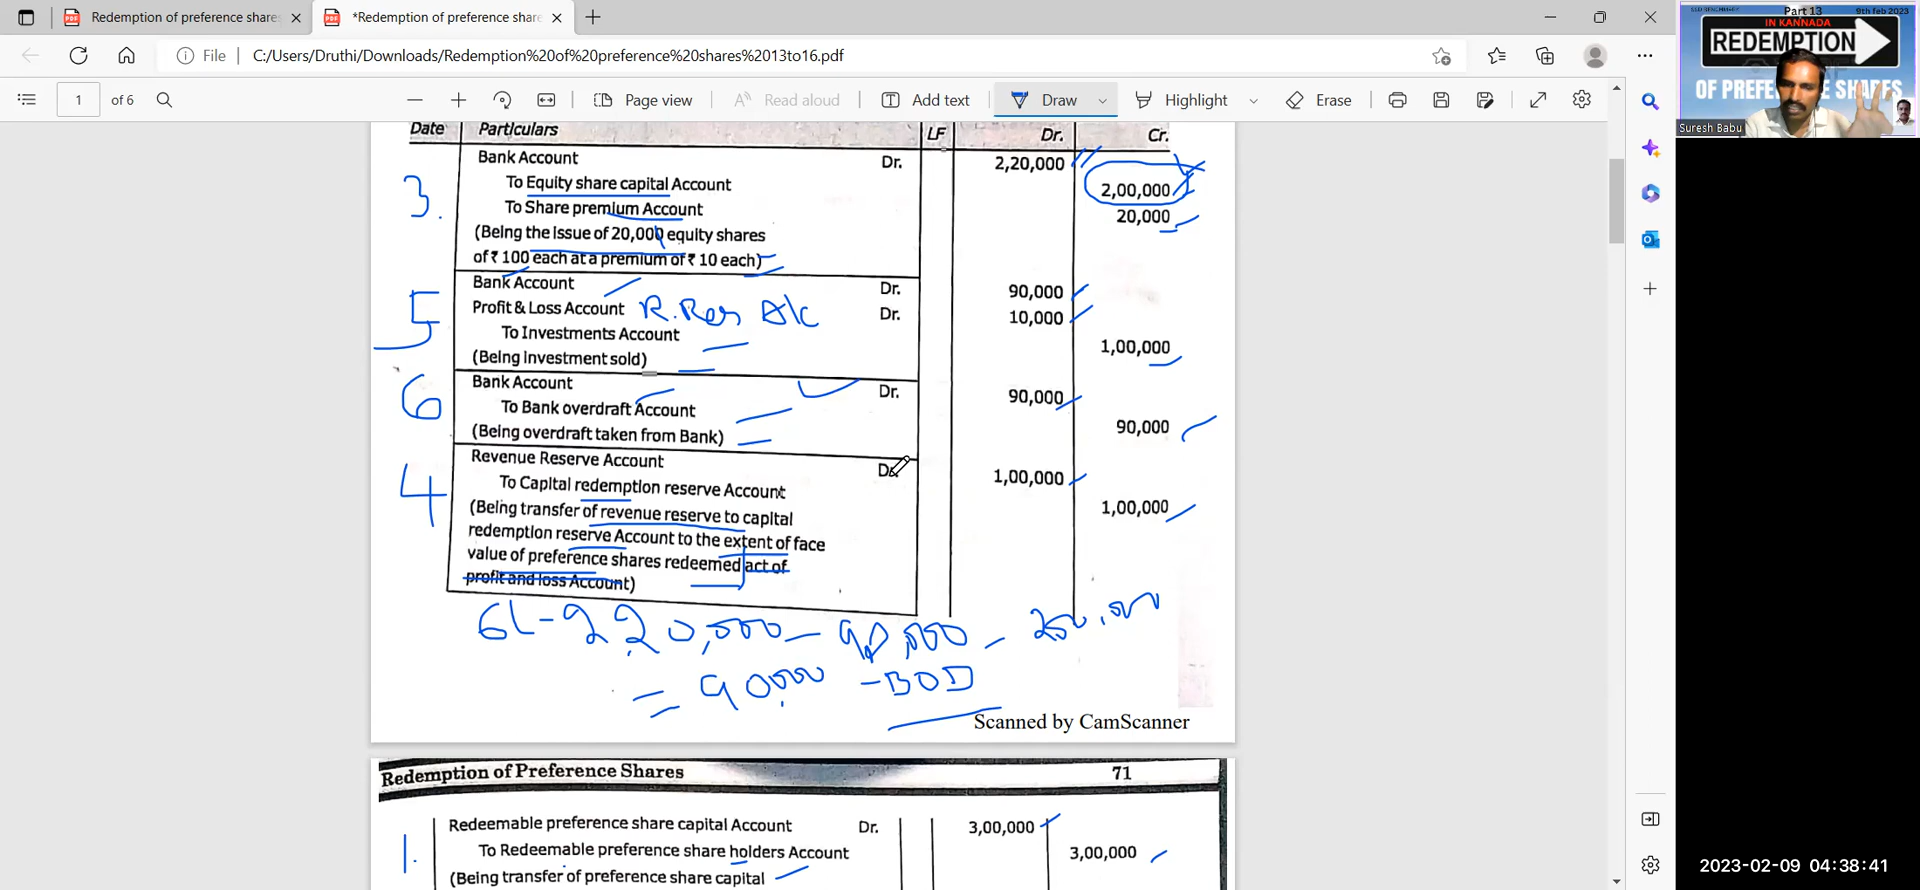 Redemption of preference shares
*Redemption of preference share
File C:/Users/Druthi/Downloads/Redemption%20of%20preference%20shares%2013to16.pdf
1 of 6 Page view Read aloud Add text Draw Highlight Erase
Date Particulars LF Dr. Cr.
3. Bank Account Dr. 2,20,000
To Equity share capital Account 2,00,000
To Share premium Account 20,000
(Being the issue of 20,000 equity shares
of ₹ 100 each at a premium of ₹ 10 each)
5 Bank Account Dr. 90,000
Profit & Loss Account R.Res A/c Dr. 10,000
To Investments Account 1,00,000
(Being investment sold)
6 Bank Account Dr. 90,000
To Bank overdraft Account 90,000
(Being overdraft taken from Bank)
4 Revenue Reserve Account Dr. 1,00,000
To Capital redemption reserve Account 1,00,000
(Being transfer of revenue reserve to capital
redemption reserve Account to the extent of face
value of preference shares redeemed act of
profit and loss Account)
= 90,000 - BOD
Scanned by CamScanner
Redemption of Preference Shares 71
1. Redeemable preference share capital Account Dr. 3,00,000
To Redeemable preference share holders Account 3,00,000
(Being transfer of preference share capital
Part 13
9th feb 2023
IN KANNADA
REDEMPTION
OF PREFE SHARES
Suresh Babu
2023-02-09 04:38:41